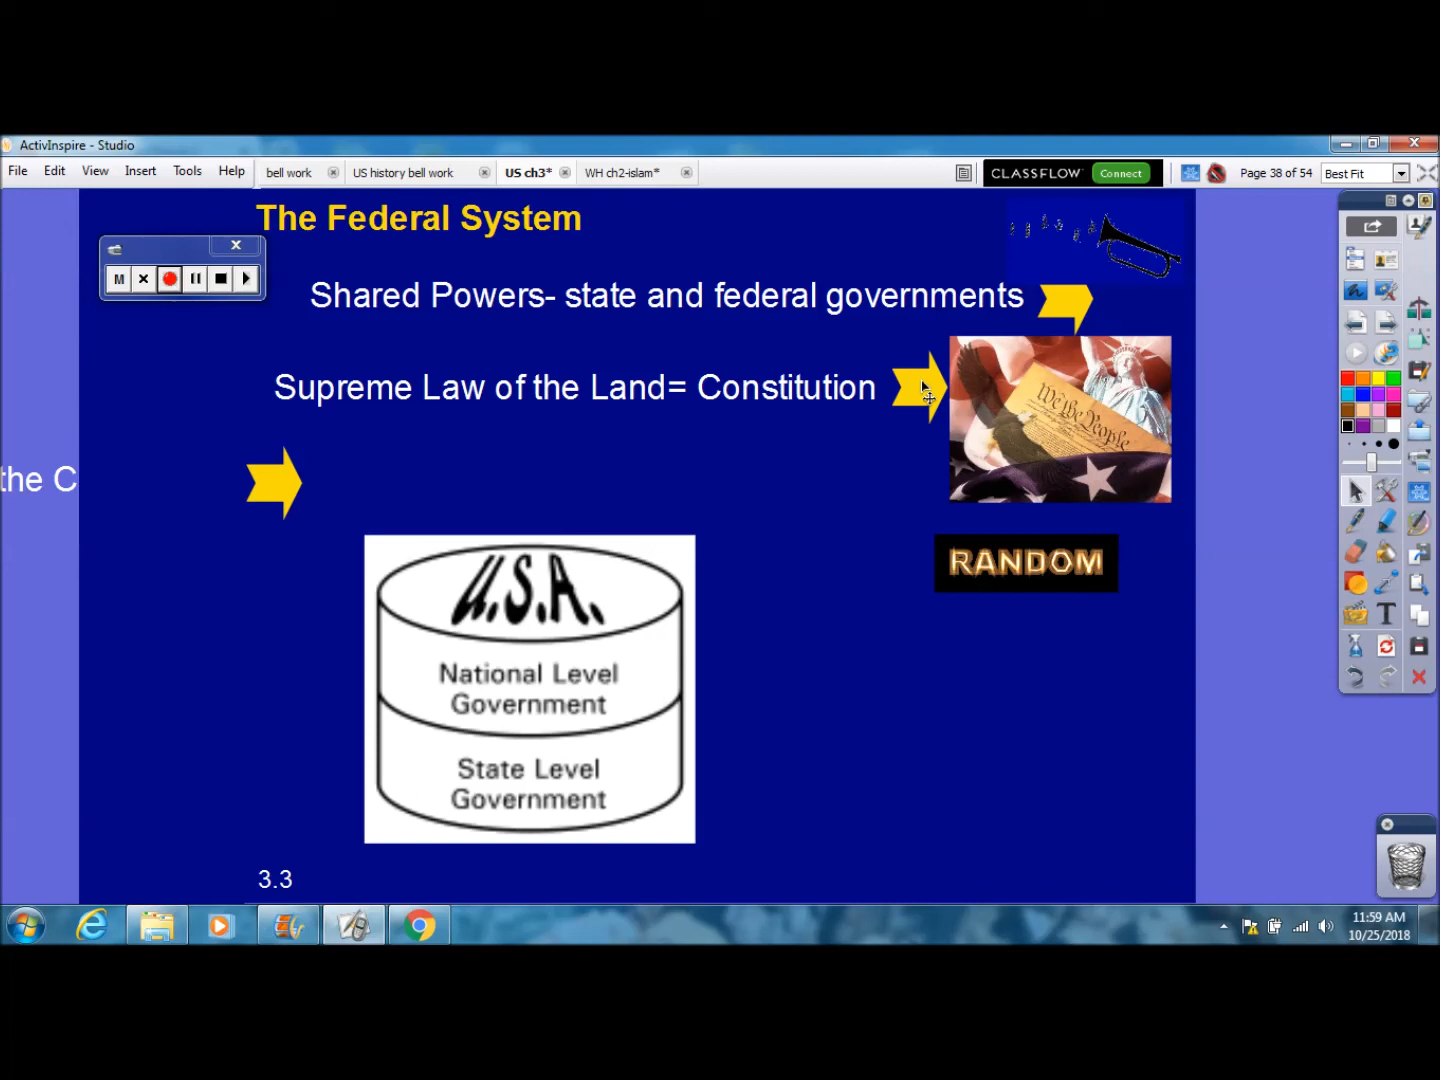 ActivInspire - Studio
File Edit View Insert Tools Help
bell work
US history bell work
US ch3*
WH ch2-islam*
CLASSFLOW
Connect
Page 38 of 54
Best Fit
The Federal System
M
Shared Powers- state and federal governments
Supreme Law of the Land= Constitution
We the People
the C
RANDOM
U.S.A.
National Level
Government
State Level
Government
3.3
T
11:59 AM
10/25/2018